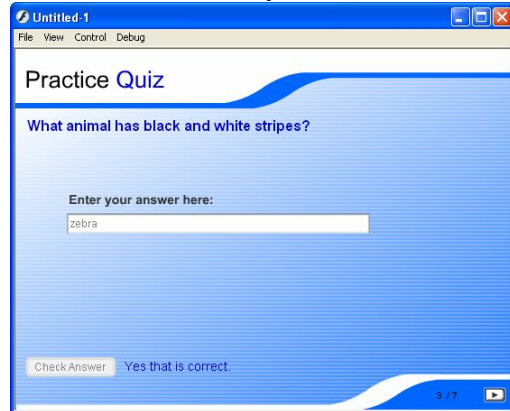 Untitled-1
File View Control Debug
Practice Quiz
What animal has black and white stripes?
Enter your answer here:
zebra
Check Answer Yes that is correct.
3 / 7